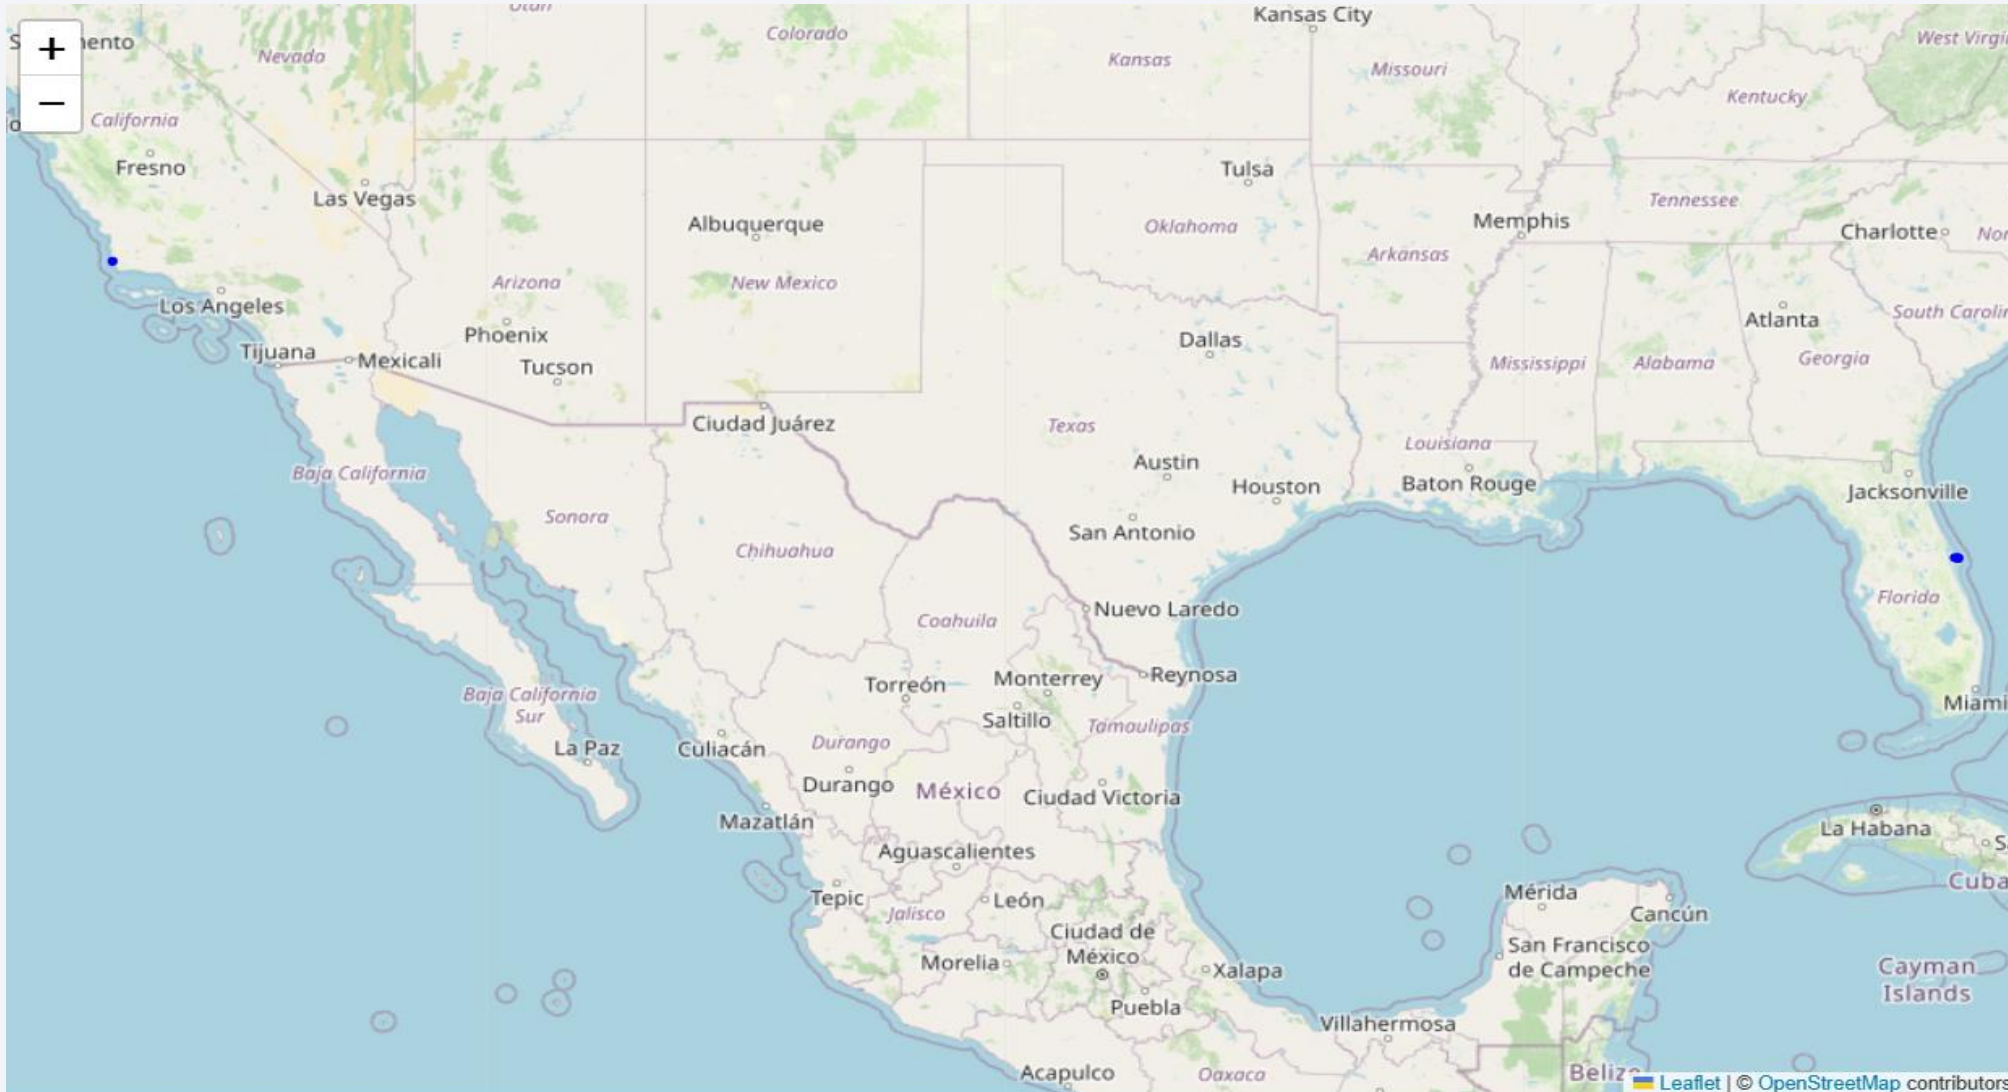 Utah
Kansas City
+
Nevada
Colorado
Kansas
Missouri
−
California
Kentucky
Fresno
Las Vegas
Tulsa
Tennessee
Albuquerque
Oklahoma
Memphis
Charlotte
Arkansas
Arizona
New Mexico
Los Angeles
Atlanta
Phoenix
Dallas
Tijuana
Mexicali
Tucson
Mississippi
Alabama
Georgia
Ciudad Juárez
Texas
Louisiana
Baja California
Austin
Houston
Baton Rouge
Jacksonville
Sonora
San Antonio
Chihuahua
Florida
Nuevo Laredo
Coahuila
Reynosa
Monterrey
Torreón
Baja California
Sur
Saltillo
Tamaulipas
Miami
La Paz
Culiacán
Durango
Durango
México
Ciudad Victoria
Mazatlán
La Habana
Aguascalientes
Cuba
Tepic
León
Jalisco
Mérida
Cancún
Ciudad de
México
San Francisco
de Campeche
Morelia
Xalapa
Cayman
Islands
Puebla
Villahermosa
Acapulco
Oaxaca
Leaflet | © OpenStreetMap contributors